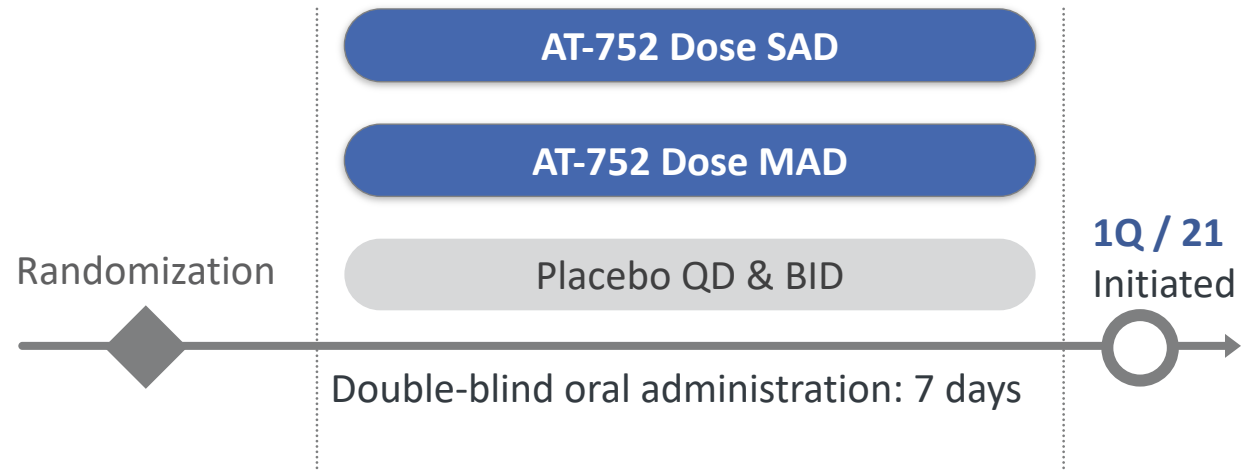 AT-752 Dose SAD
AT-752 Dose MAD
Placebo QD & BID
Randomization
1Q / 21
Initiated
Double-blind oral administration: 7 days